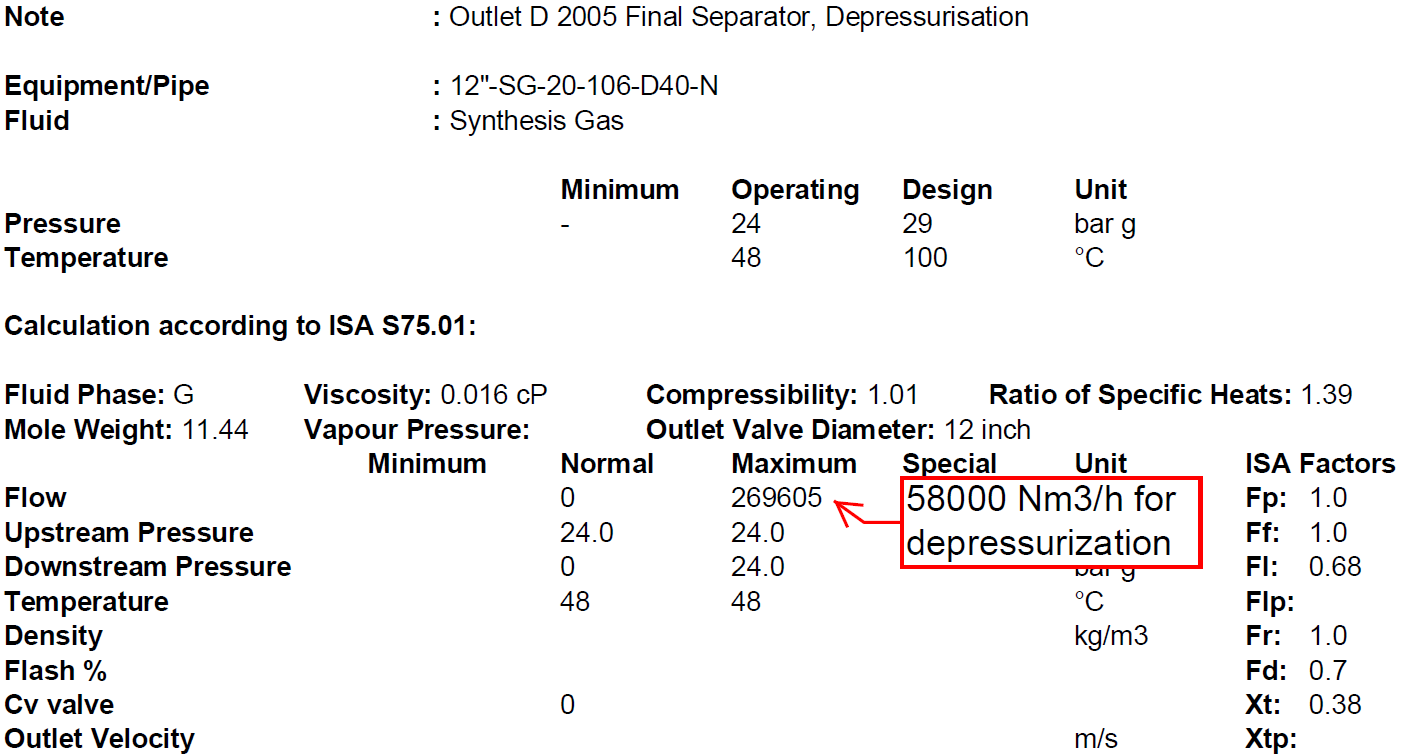 Note : Outlet D 2005 Final Separator, Depressurisation
Equipment/Pipe : 12"-SG-20-106-D40-N
Fluid : Synthesis Gas
Minimum Operating Design Unit
Pressure - 24 29 bar g
Temperature 48 100 °C
Calculation according to ISA S75.01:
Fluid Phase: G Viscosity: 0.016 cP Compressibility: 1.01 Ratio of Specific Heats: 1.39
Mole Weight: 11.44 Vapour Pressure: Outlet Valve Diameter: 12 inch
Minimum Normal Maximum Special Unit ISA Factors
Flow 0 269605 58000 Nm3/h for Fp: 1.0
Upstream Pressure 24.0 24.0 depressurization Ff: 1.0
Downstream Pressure 0 24.0 bar g Fl: 0.68
Temperature 48 48 °C Flp:
Density kg/m3 Fr: 1.0
Flash % Fd: 0.7
Cv valve 0 Xt: 0.38
Outlet Velocity m/s Xtp: